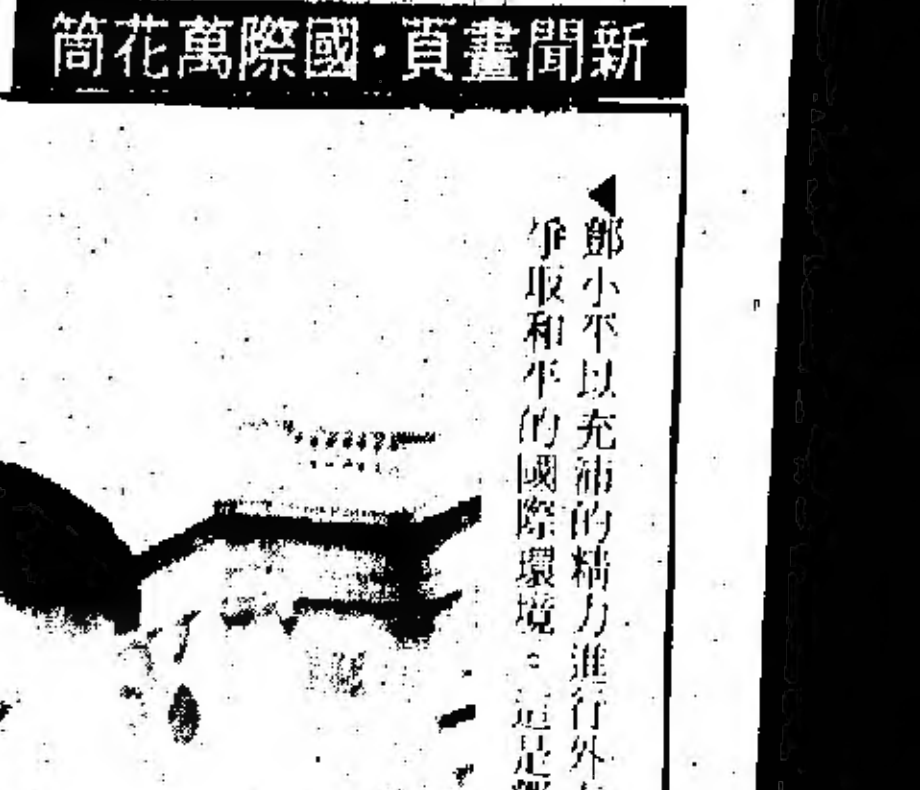 新聞畫頁·國際萬花筒
◀鄧小平以充沛的精力進行外
爭取和平的國際環境。這是鄧